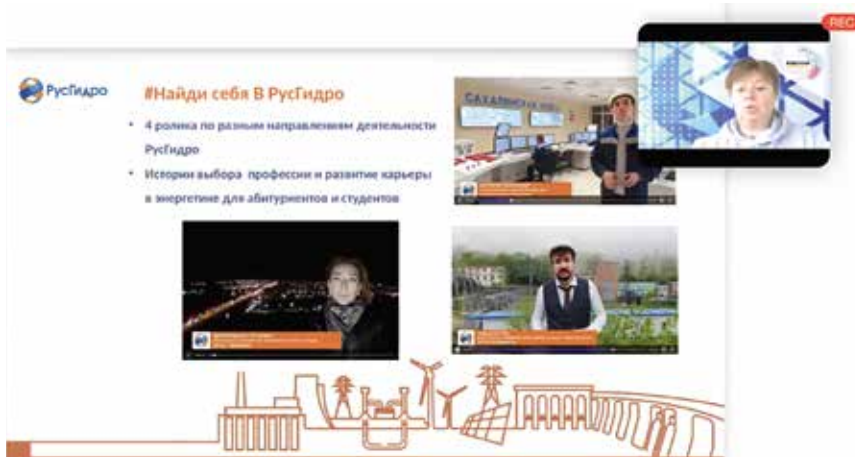 REC
РусГидро
#Найди себя В РусГидро
• 4 ролика по разным направлениям деятельности
РусГидро
• Истории выбора профессии и развитие карьеры
в энергетике для абитуриентов и студентов
САХАЛИНСКАЯ